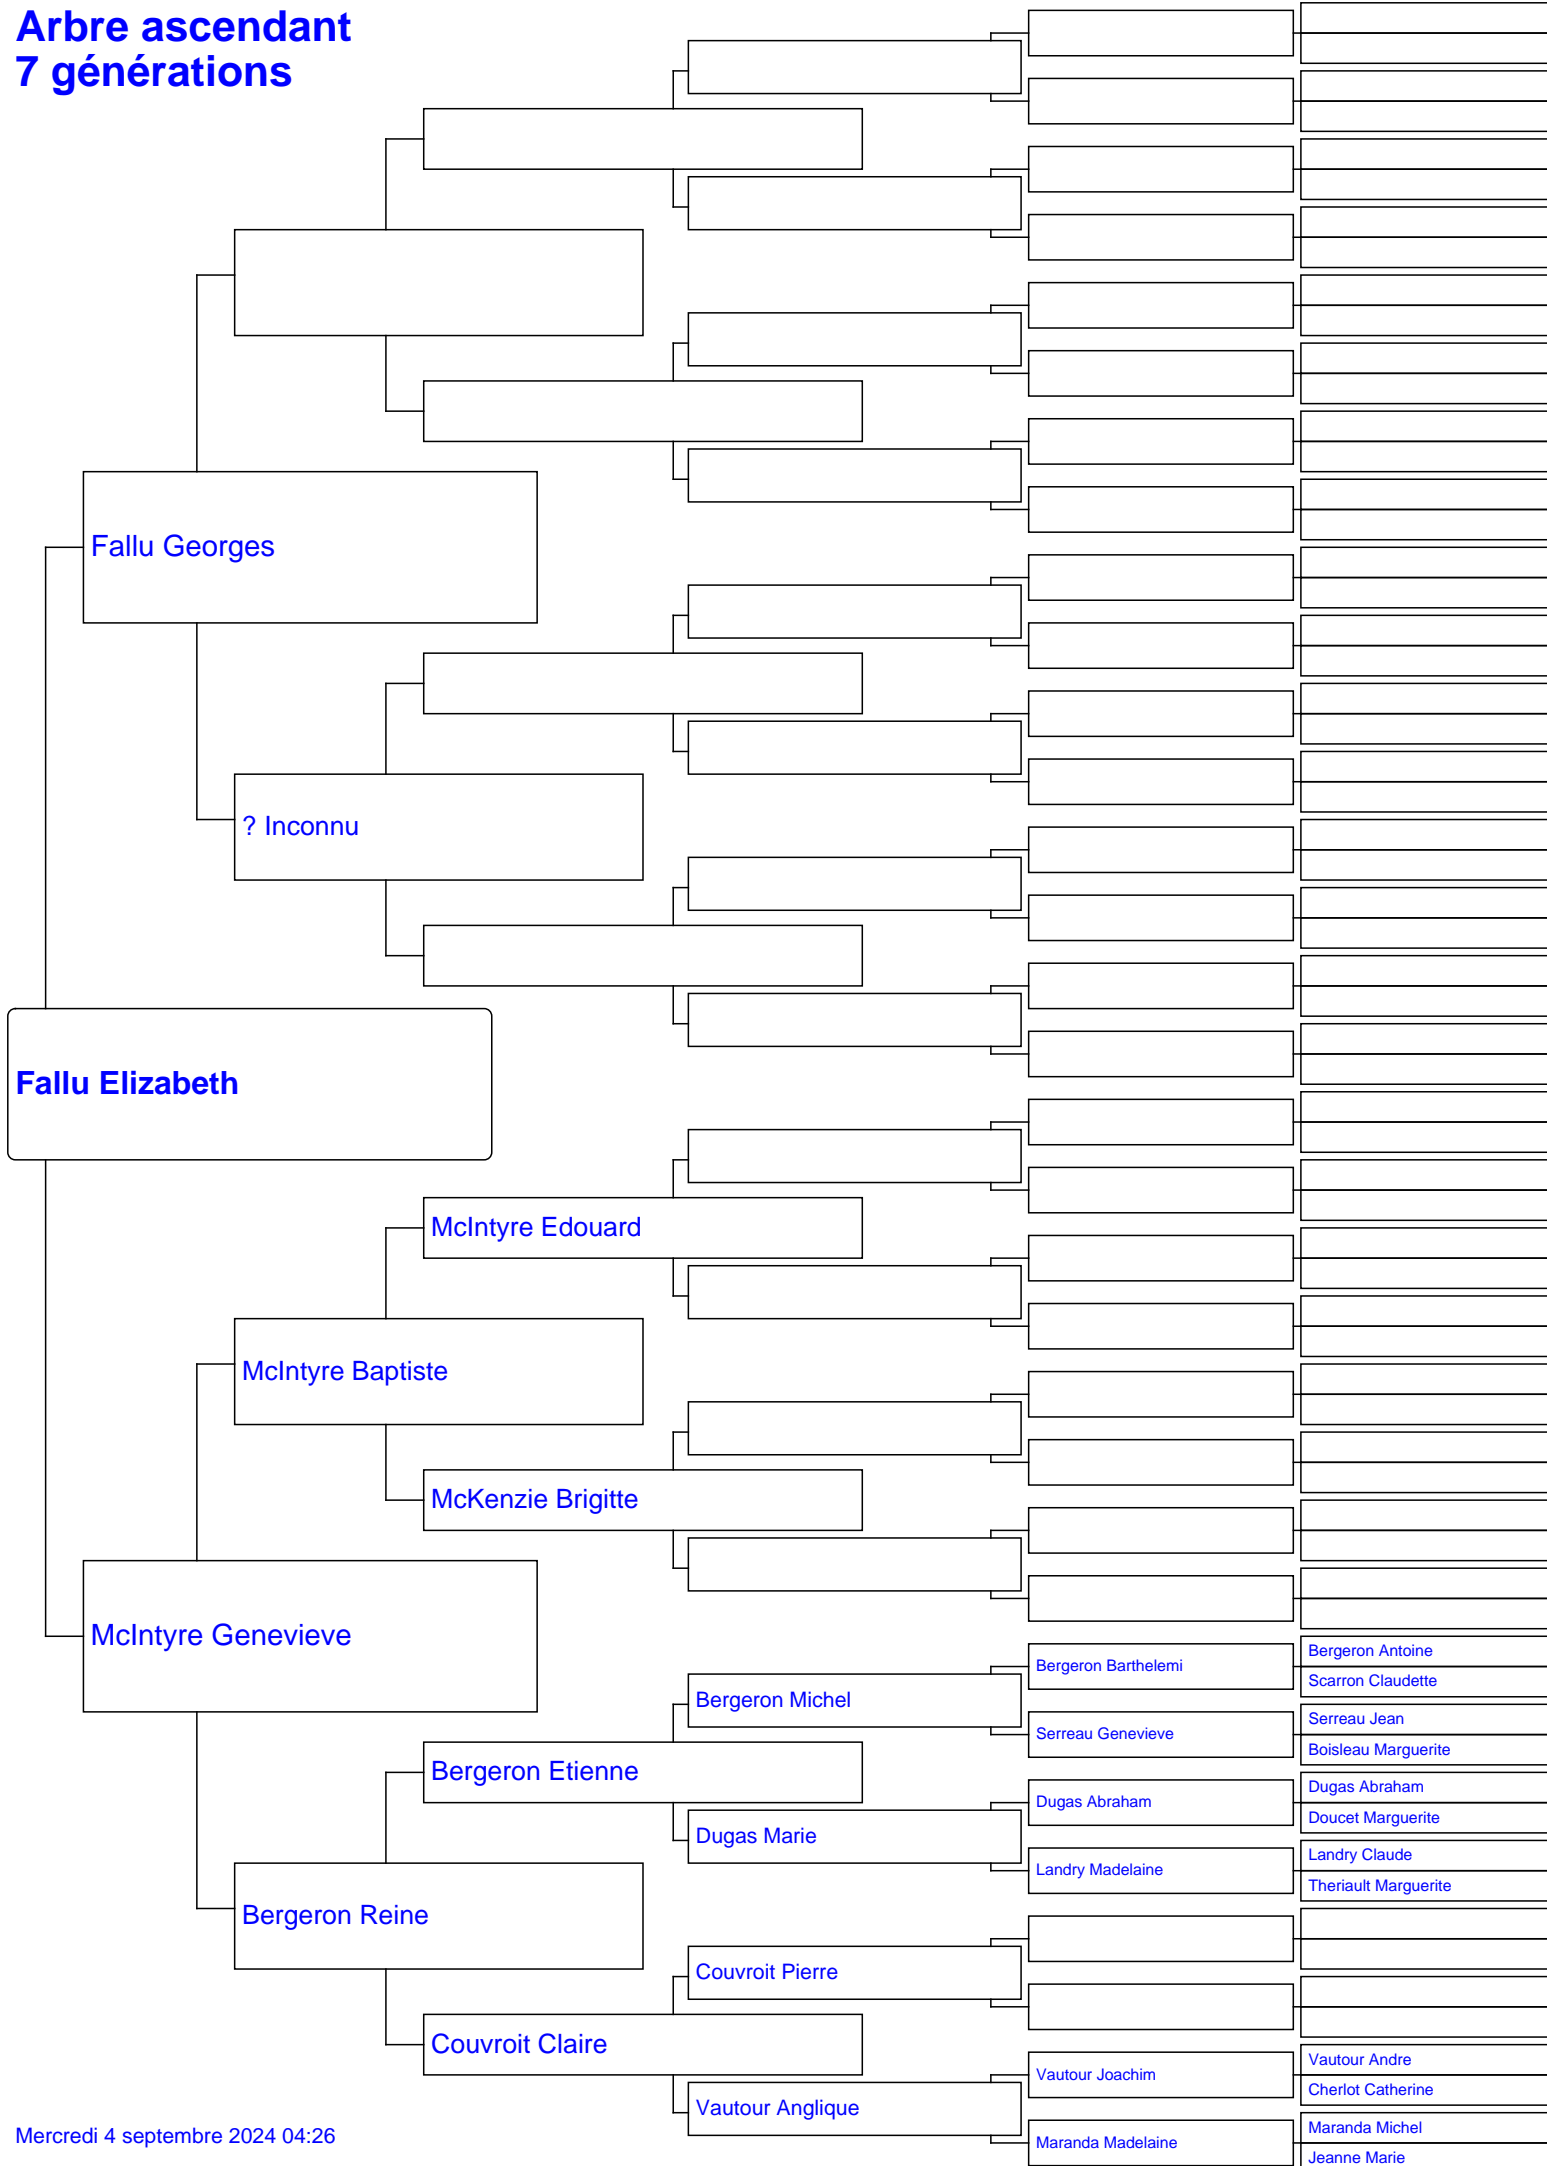 Arbre ascendant
7 générations
Fallu Georges
? Inconnu
Fallu Elizabeth
McIntyre Edouard
McIntyre Baptiste
McKenzie Brigitte
McIntyre Genevieve
Bergeron Antoine
Bergeron Barthelemi
Scarron Claudette
Bergeron Michel
Serreau Jean
Serreau Genevieve
Boisleau Marguerite
Bergeron Etienne
Dugas Abraham
Dugas Abraham
Doucet Marguerite
Dugas Marie
Landry Claude
Landry Madelaine
Theriault Marguerite
Bergeron Reine
Couvroit Pierre
Couvroit Claire
Vautour Andre
Vautour Joachim
Cherlot Catherine
Vautour Anglique
Maranda Michel
Maranda Madelaine
Jeanne Marie
Mercredi 4 septembre 2024 04:26